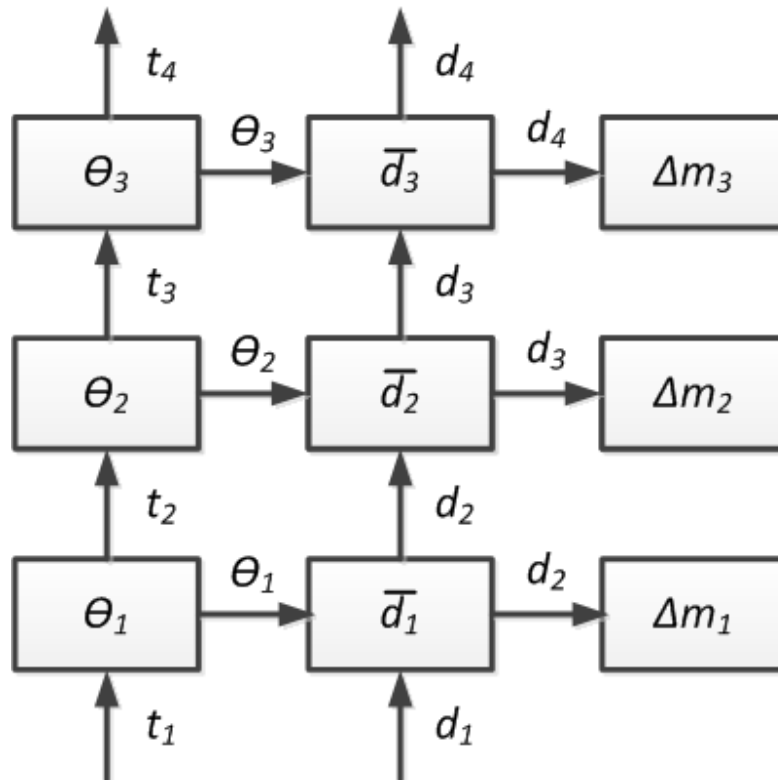 t₄ d₄
ϴ₃ d₄
ϴ₃ d̅₃ Δm₃
t₃ d₃
ϴ₂ d₃
ϴ₂ d̅₂ Δm₂
t₂ d₂
ϴ₁ d₂
ϴ₁ d̅₁ Δm₁
t₁ d₁